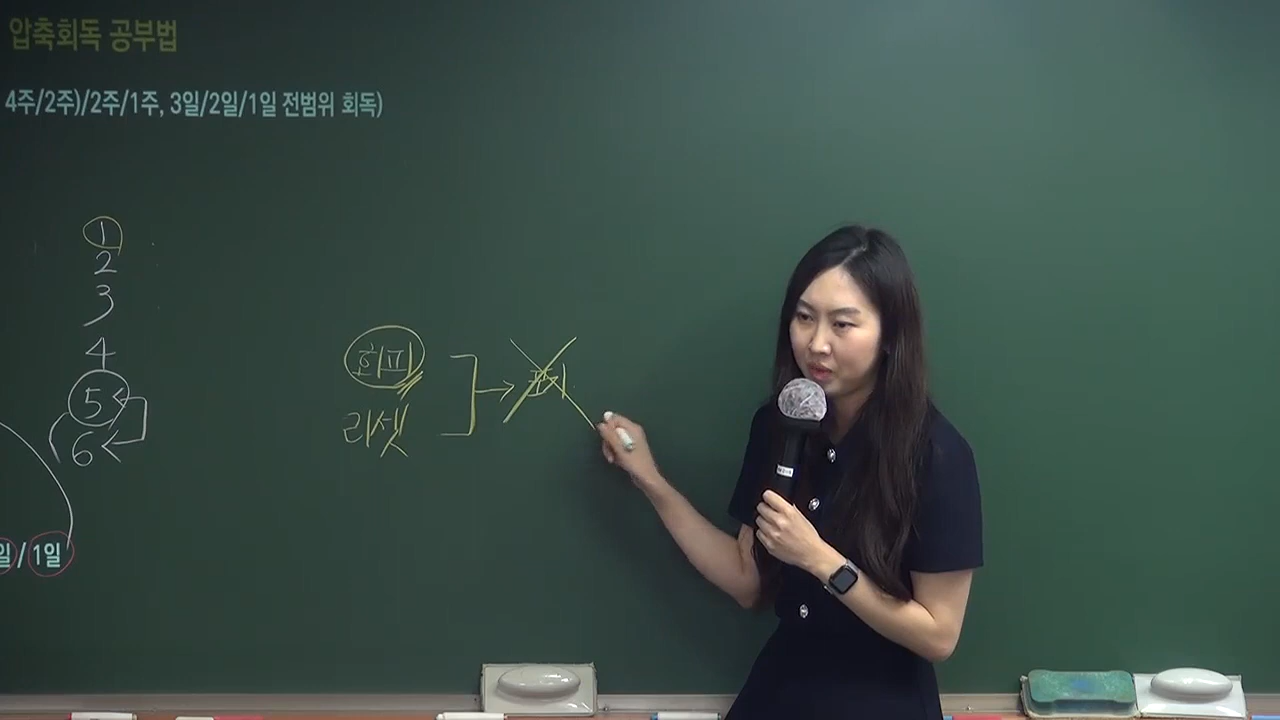 압축회독 공부법
4주/2주)/2주/1주, 3일/2일/1일 전범위 회독)
1
2
3
4
5
6
회피
리셋
일 / 1일